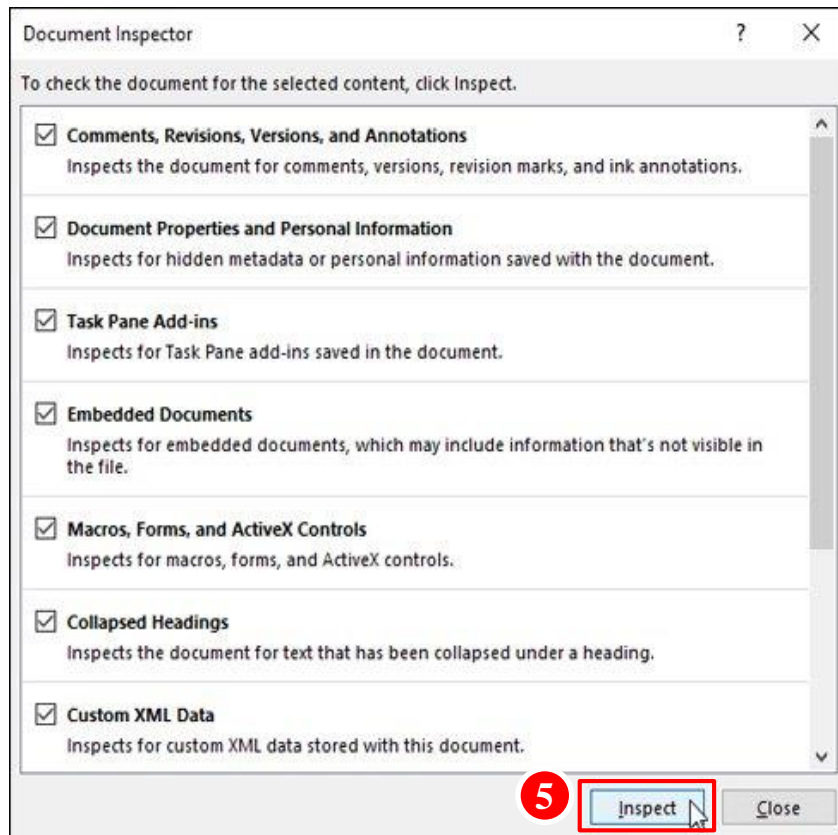 Document Inspector ? X
To check the document for the selected content, click Inspect.
Comments, Revisions, Versions, and Annotations
Inspects the document for comments, versions, revision marks, and ink annotations.
Document Properties and Personal Information
Inspects for hidden metadata or personal information saved with the document.
Task Pane Add-ins
Inspects for Task Pane add-ins saved in the document.
Embedded Documents
Inspects for embedded documents, which may include information that's not visible in
the file.
Macros, Forms, and ActiveX Controls
Inspects for macros, forms, and ActiveX controls.
Collapsed Headings
Inspects the document for text that has been collapsed under a heading.
Custom XML Data
Inspects for custom XML data stored with this document.
5 Inspect Close